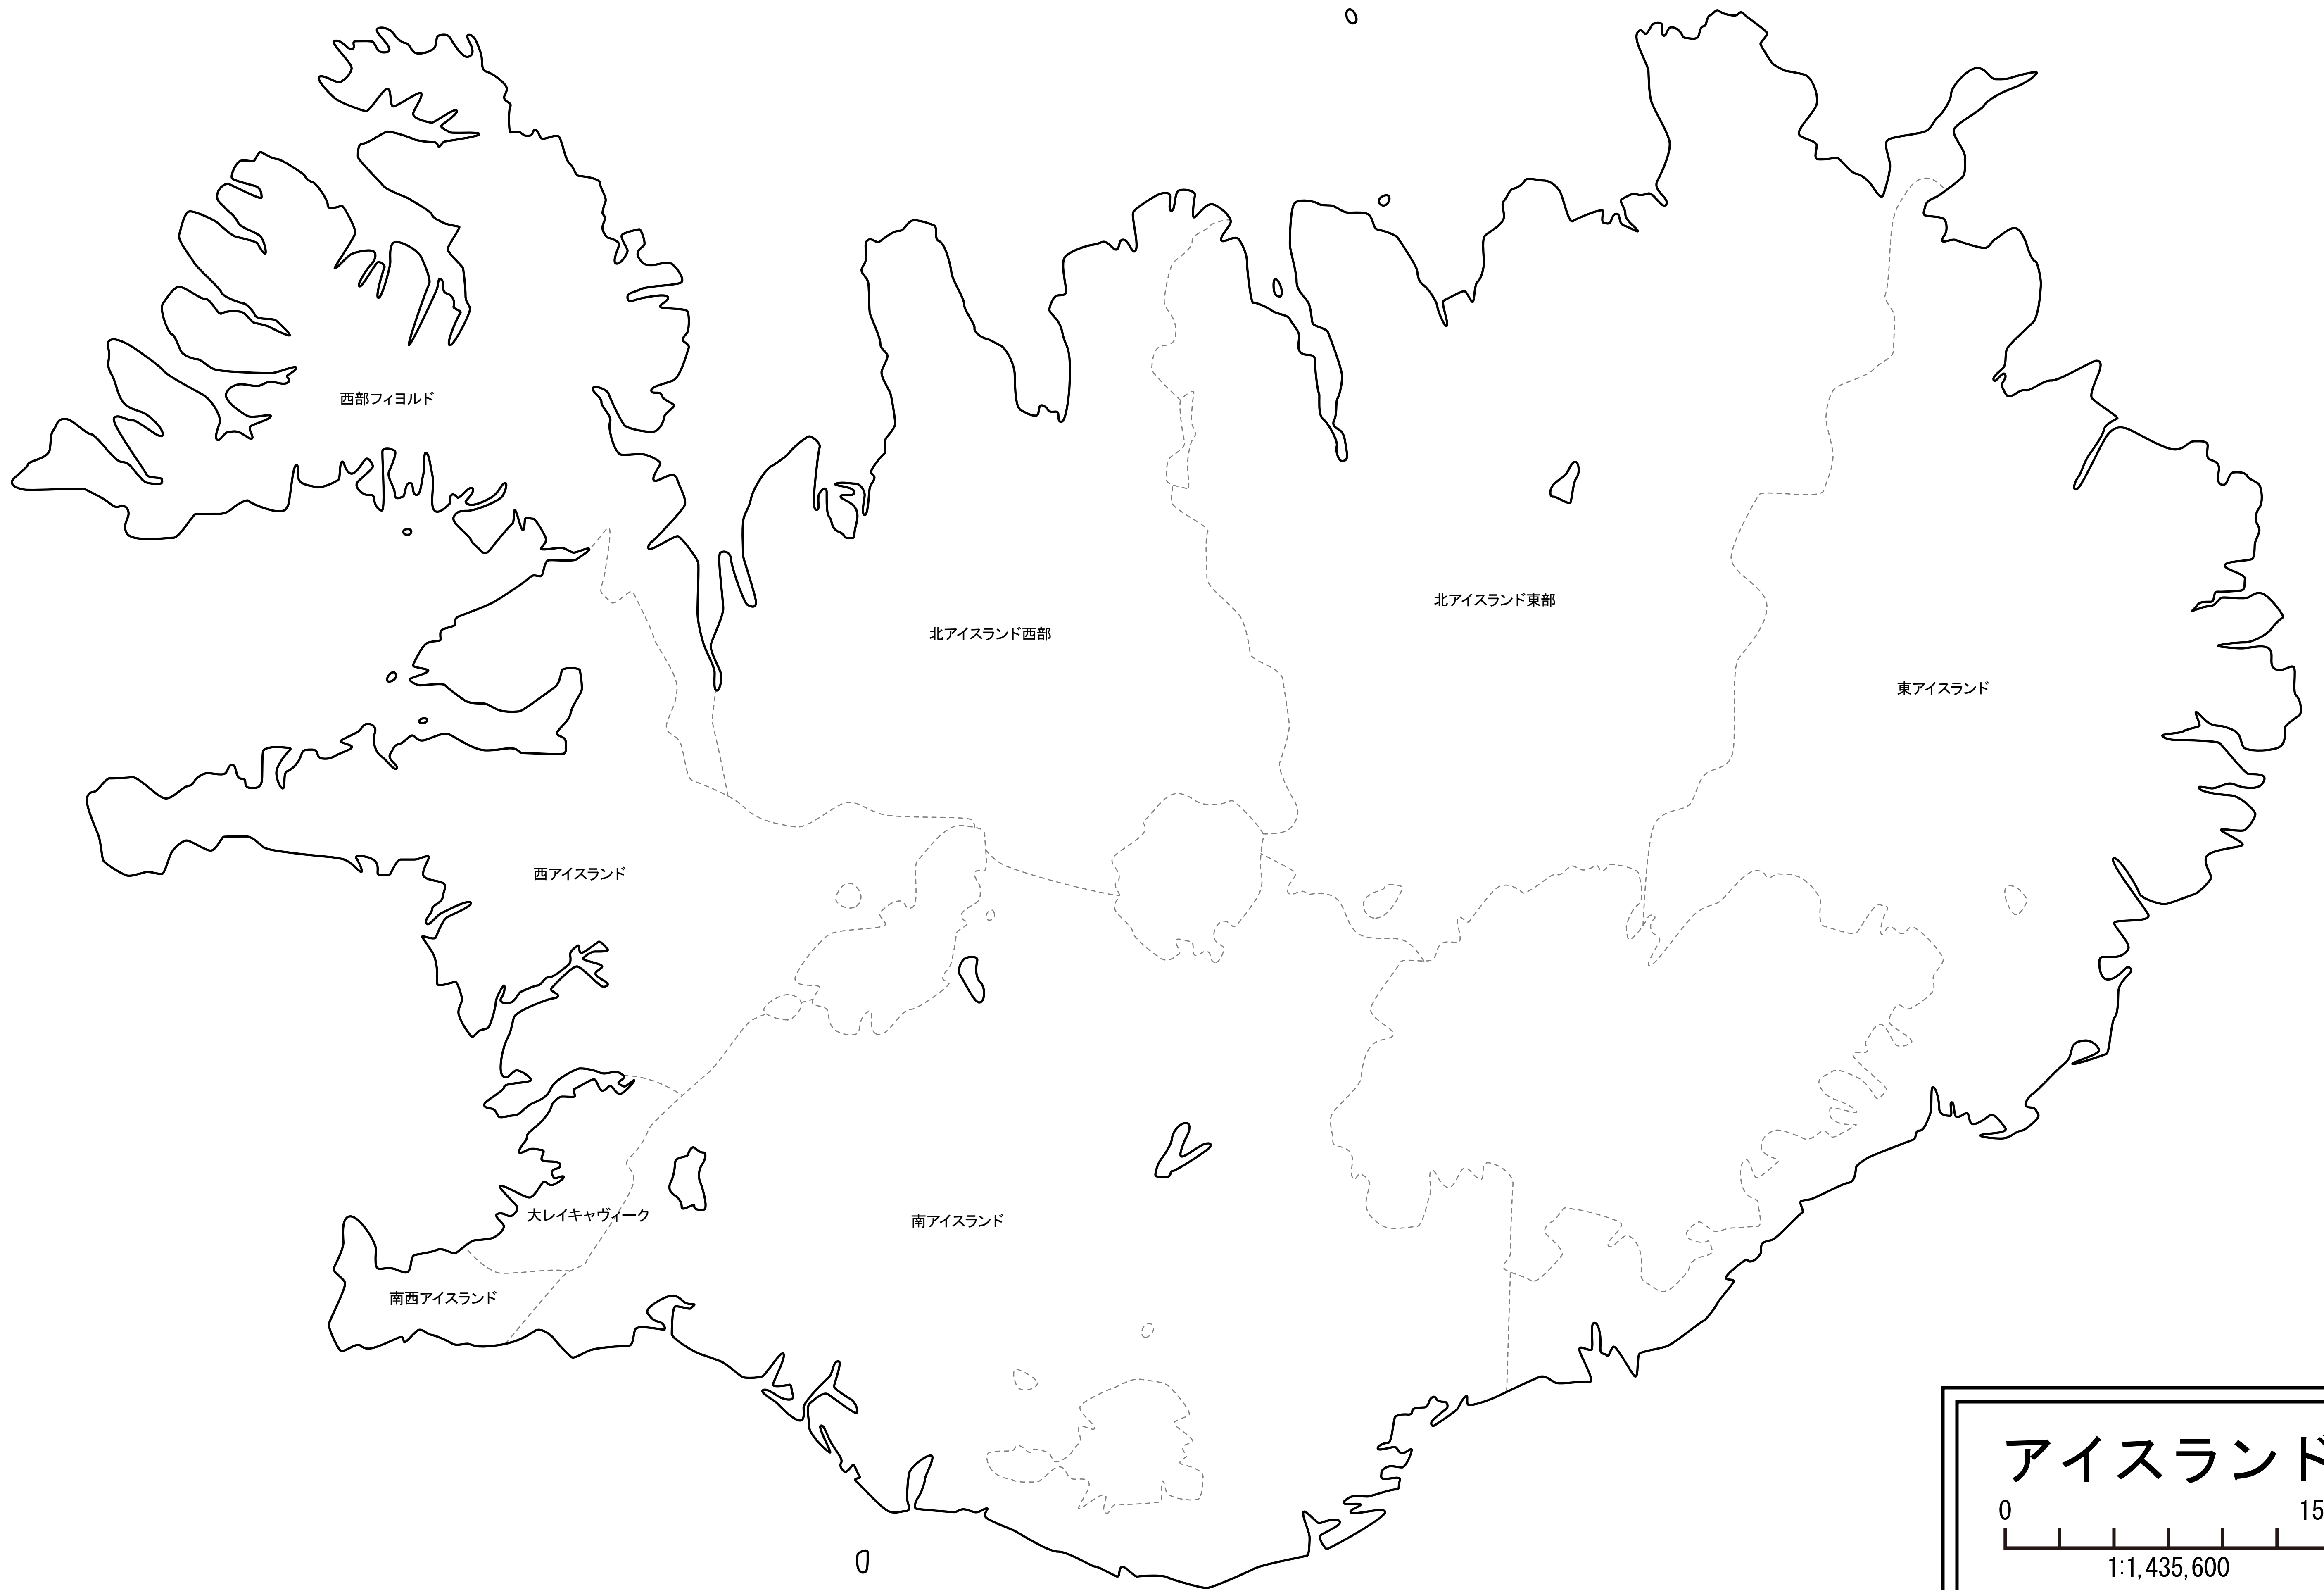 西部フィヨルド
北アイスランド東部
北アイスランド西部
東アイスランド
西アイスランド
大レイキャヴィーク
南アイスランド
南西アイスランド
アイスランド
0 15
1:1,435,600